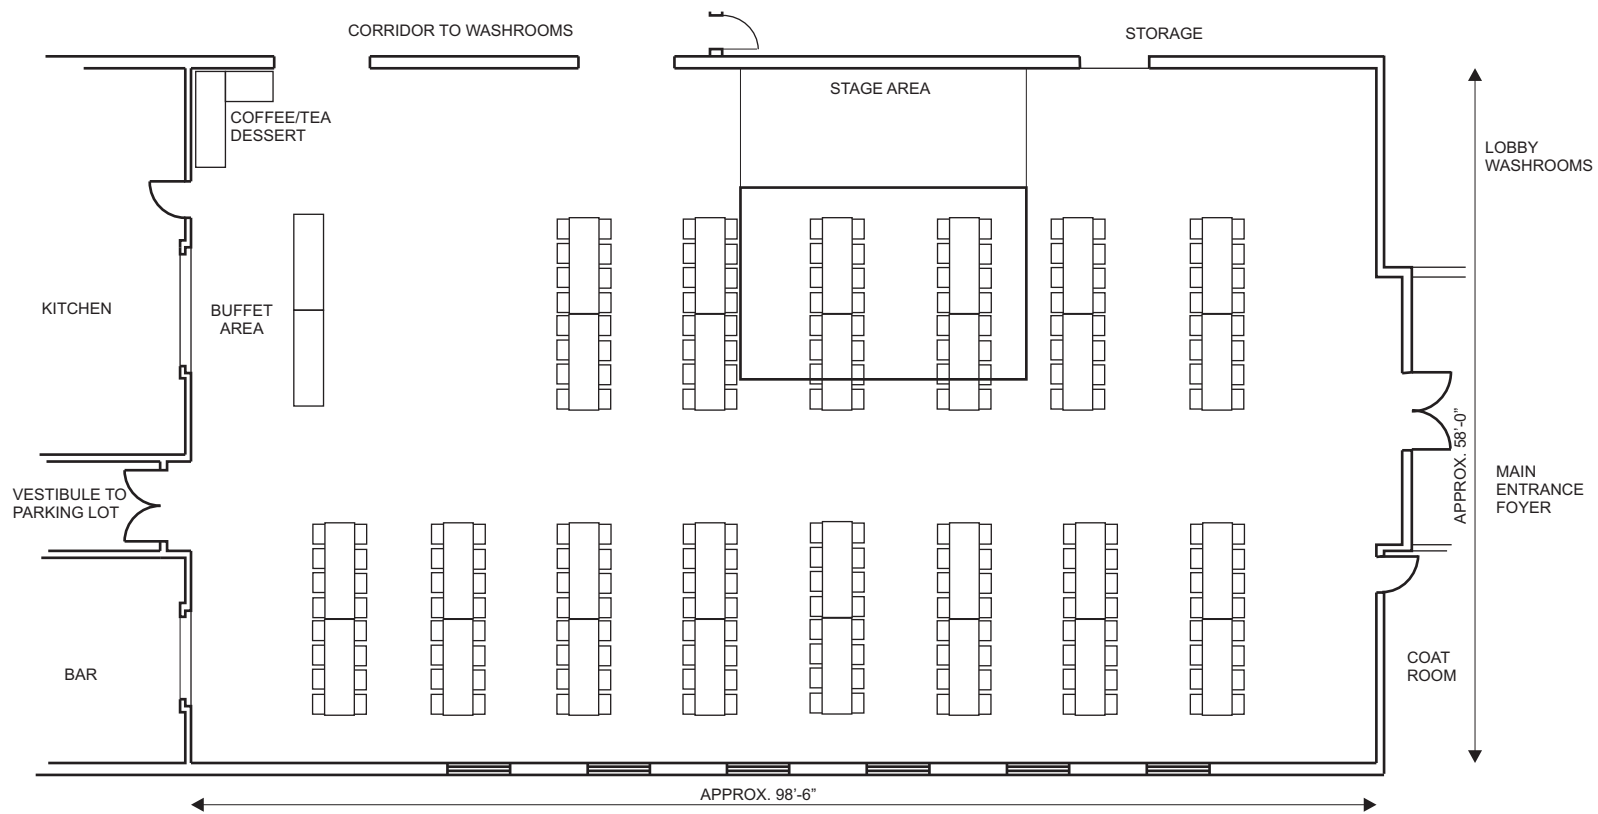 CORRIDOR TO WASHROOMS
STORAGE
STAGE AREA
COFFEE/TEA
DESSERT
LOBBY
WASHROOMS
KITCHEN
BUFFET
AREA
APPROX. 58'-0"
MAIN
ENTRANCE
FOYER
VESTIBULE TO
PARKING LOT
BAR
COAT
ROOM
APPROX. 98'-6"